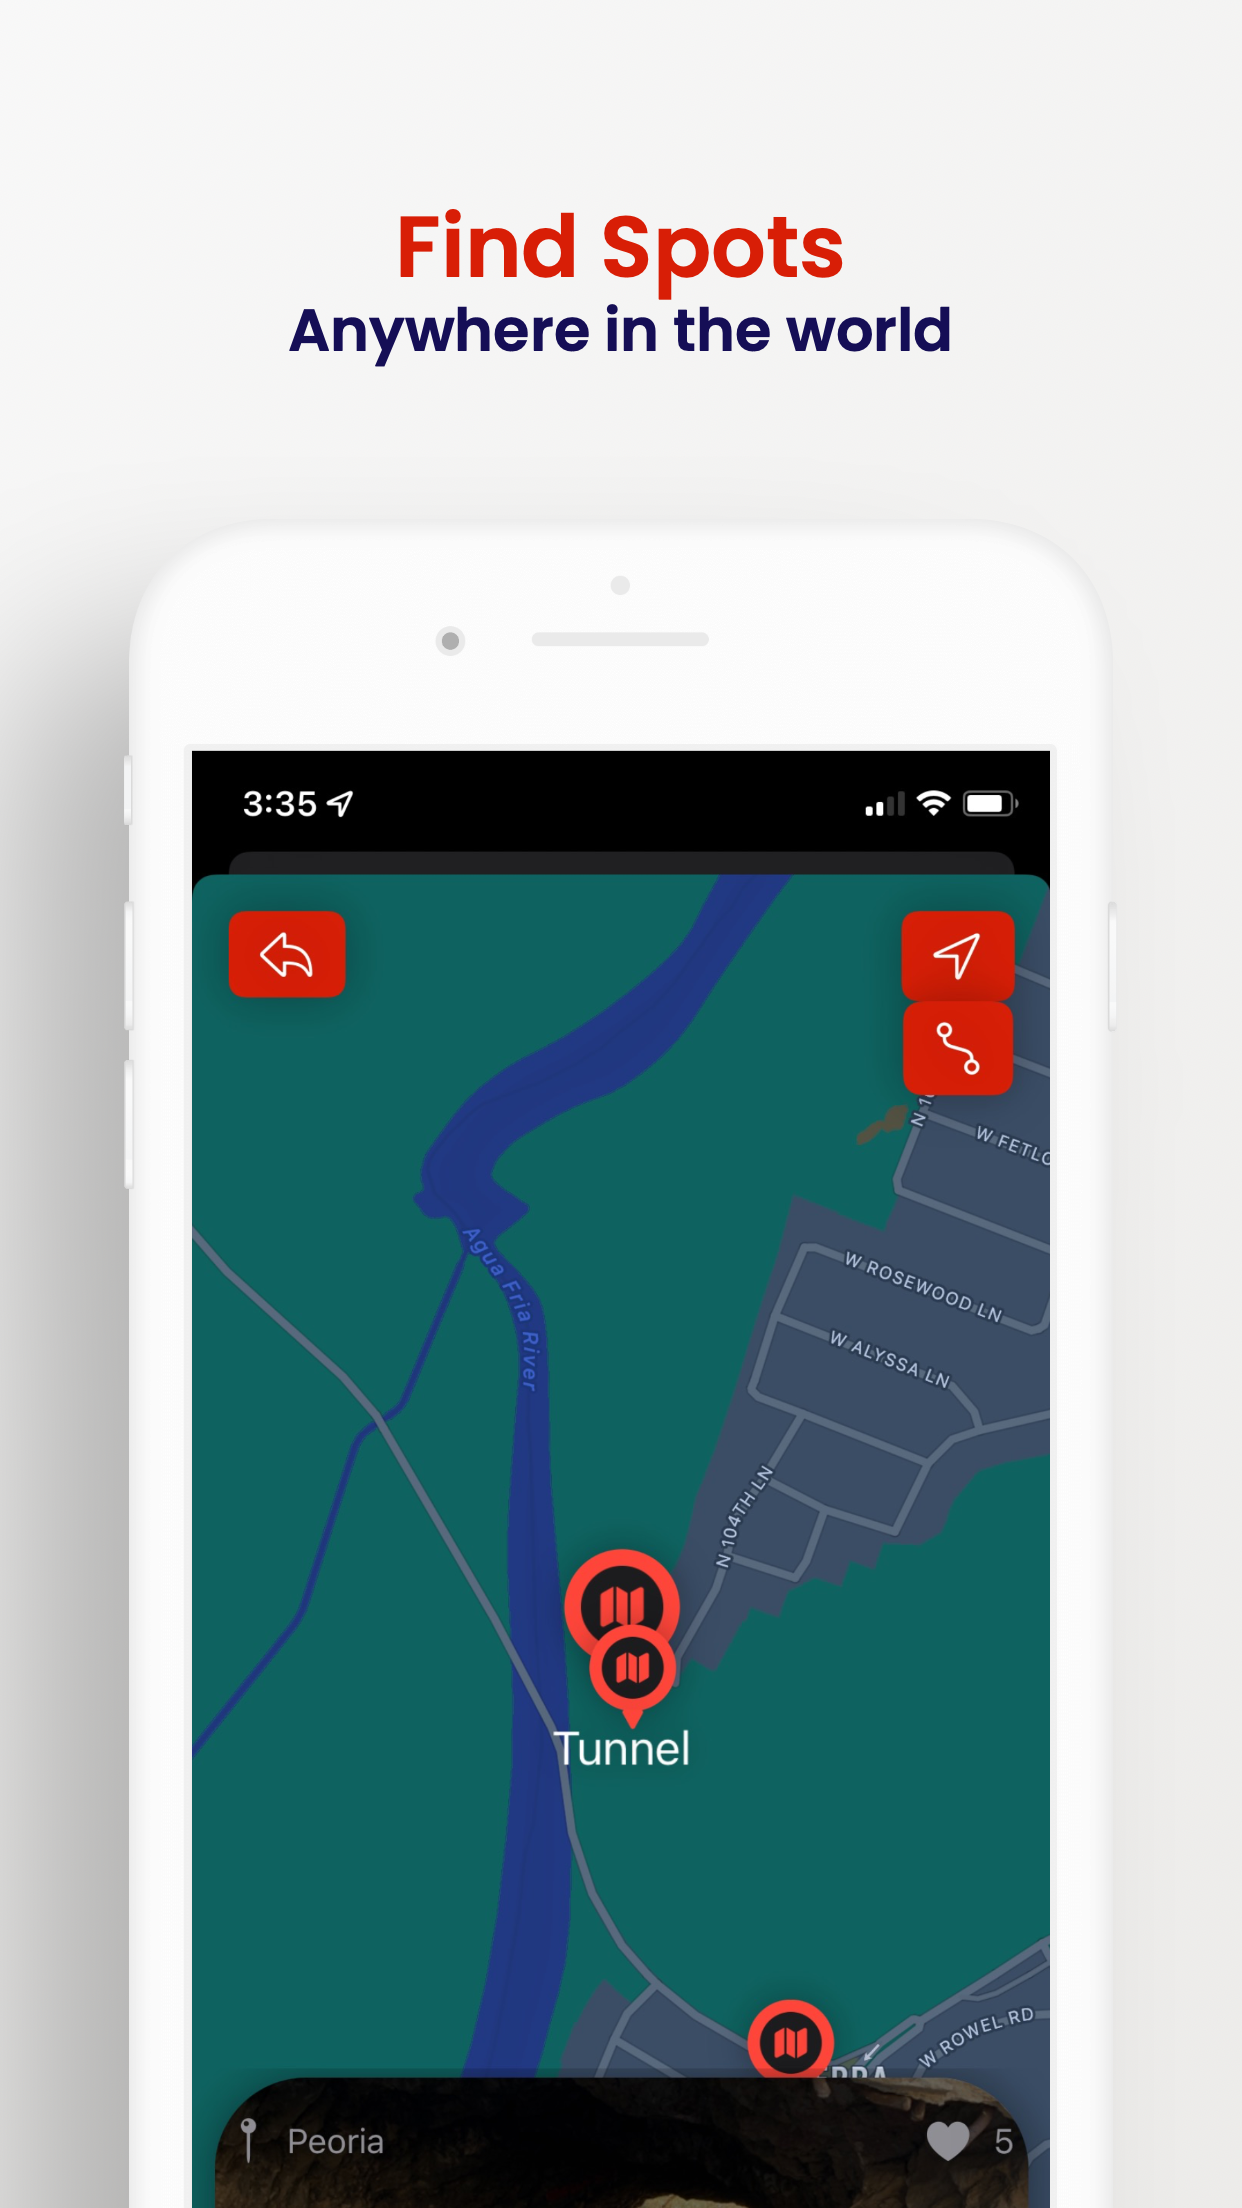 Find Spots
Anywhere in the world
3:35
N 10
W FETLO
W ROSEWOOD LN
W ALYSSA LN
Agua Fria River
N 104TH LN
Tunnel
W ROWEL RD
Peoria
5